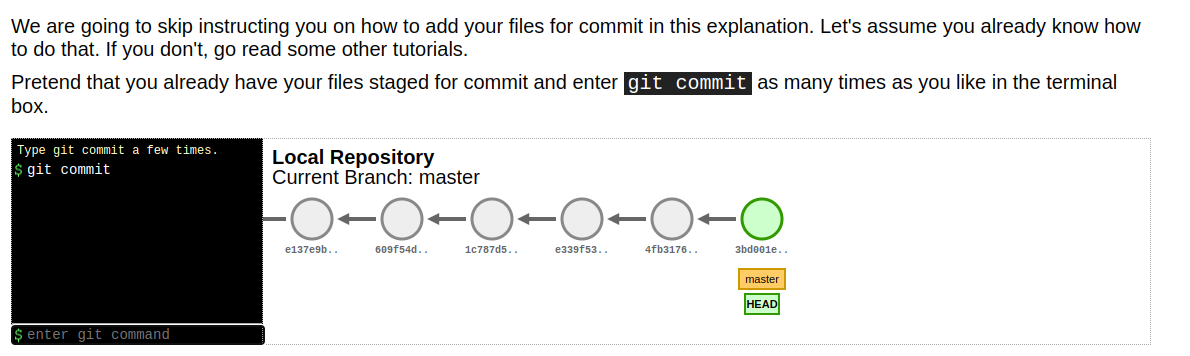 We are going to skip instructing you on how to add your files for commit in this explanation. Let's assume you already know how
to do that. If you don't, go read some other tutorials.
Pretend that you already have your files staged for commit and enter git commit as many times as you like in the terminal
box.
Type git commit a few times.
$ git commit
$ enter git command
Local Repository
Current Branch: master
e137e9b.. 609f54d.. 1c787d5.. e339f53.. 4fb3176.. 3bd001e..
master
HEAD